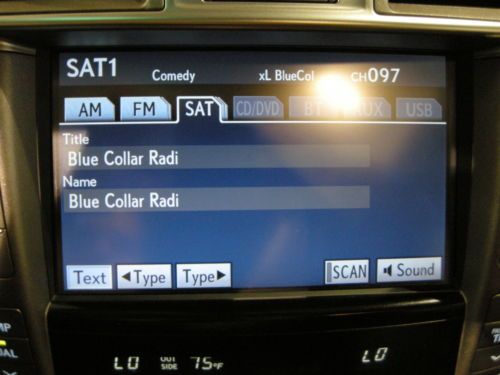 SAT1 Comedy xL BlueCol CH097
AM FM SAT CD/DVD BT AUX USB
Title
Blue Collar Radi
Name
Blue Collar Radi
Text ◄Type Type► SCAN Sound
LO OUT SIDE 75°F LO